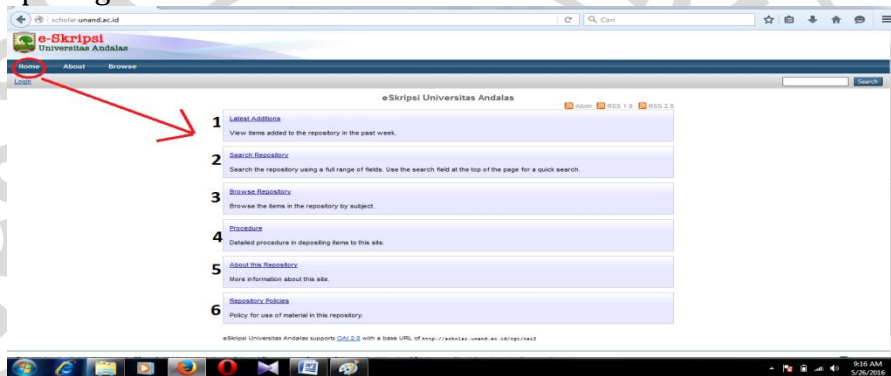 scholar.unand.ac.id
Cari
e-Skripsi
Universitas Andalas
Home About Browse
Login
Search
eSkripsi Universitas Andalas
Atom RSS 1.0 RSS 2.0
1 Latest Additions
View items added to the repository in the past week.
2 Search Repository
Search the repository using a full range of fields. Use the search field at the top of the page for a quick search.
3 Browse Repository
Browse the items in the repository by subject.
4 Procedure
Detailed procedure in depositing items to this site.
5 About this Repository
More information about this site.
6 Repository Policies
Policy for use of material in this repository.
eSkripsi Universitas Andalas supports OAI 2.0 with a base URL of http://scholar.unand.ac.id/cgi/oai2
9:16 AM
5/26/2016